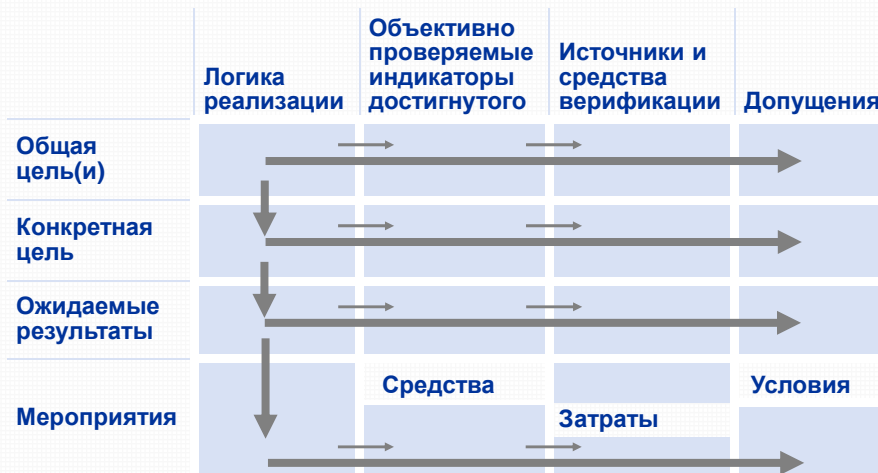 Логика
реализации
Объективно
проверяемые
индикаторы
достигнутого
Источники и
средства
верификации
Допущения
Общая
цель(и)
Конкретная
цель
Ожидаемые
результаты
Мероприятия
Средства
Затраты
Условия